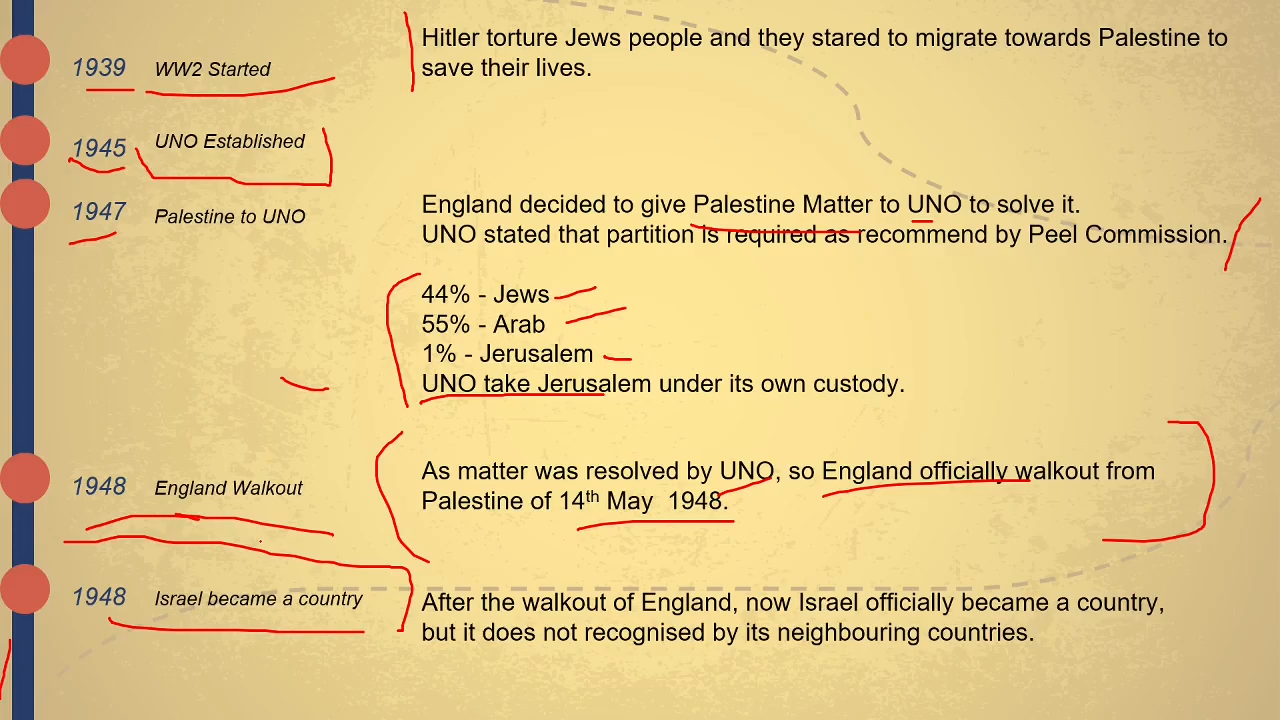 1939 WW2 Started
Hitler torture Jews people and they stared to migrate towards Palestine to
save their lives.
1945 UNO Established
1947 Palestine to UNO
England decided to give Palestine Matter to UNO to solve it.
UNO stated that partition is required as recommend by Peel Commission.
44% - Jews
55% - Arab
1% - Jerusalem
UNO take Jerusalem under its own custody.
1948 England Walkout
As matter was resolved by UNO, so England officially walkout from
Palestine of 14th May 1948.
1948 Israel became a country
After the walkout of England, now Israel officially became a country,
but it does not recognised by its neighbouring countries.